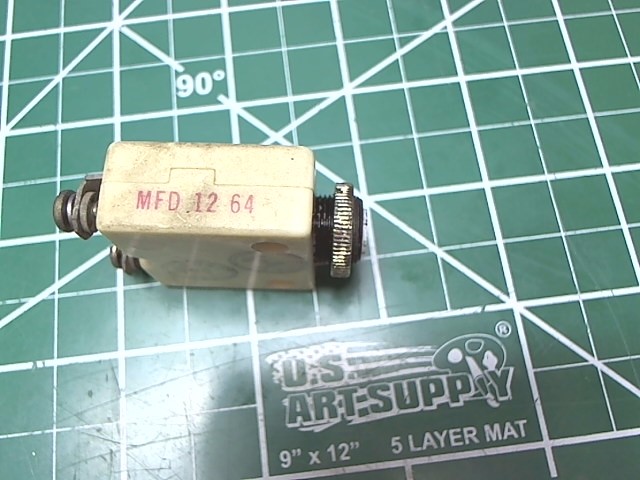 90°
MFD 12 64
U.S.
ART-SUPPLY®
9" x 12" 5 LAYER MAT